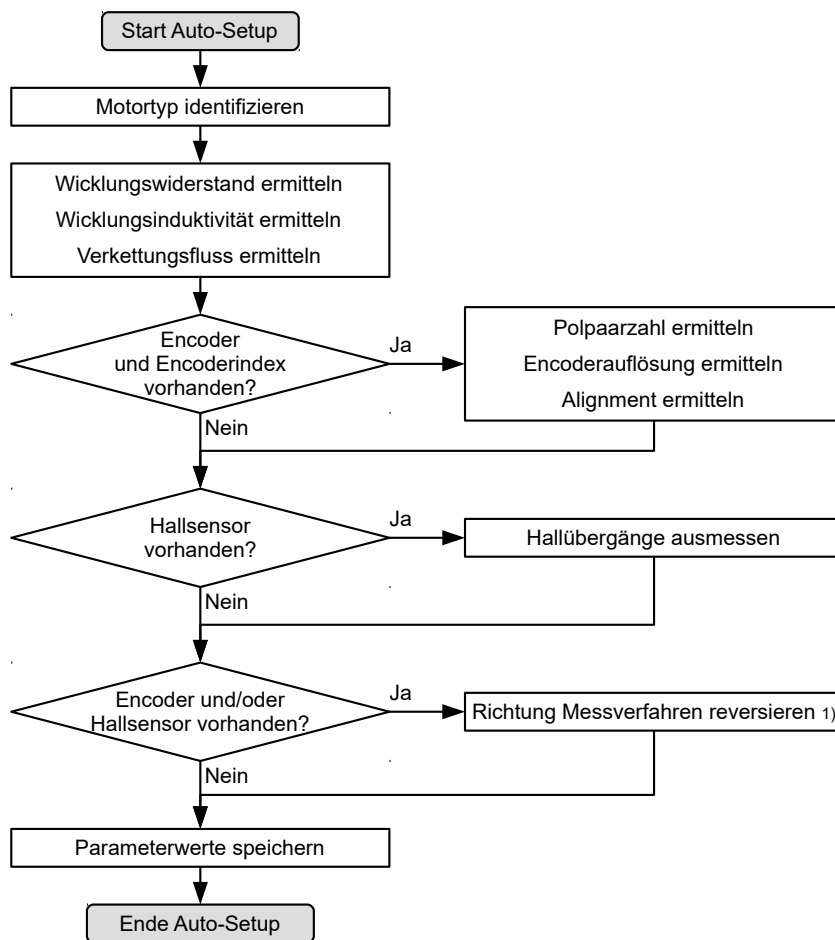 Start Auto-Setup
Motortyp identifizieren
Wicklungswiderstand ermitteln
Wicklungsinduktivität ermitteln
Verkettungsfluss ermitteln
Encoder
und Encoderindex
vorhanden?
Ja
Polpaarzahl ermitteln
Encoderauflösung ermitteln
Alignment ermitteln
Nein
Hallsensor
vorhanden?
Ja
Hallübergänge ausmessen
Nein
Encoder und/oder
Hallsensor vorhanden?
Ja
Richtung Messverfahren reversieren 1)
Nein
Parameterwerte speichern
Ende Auto-Setup